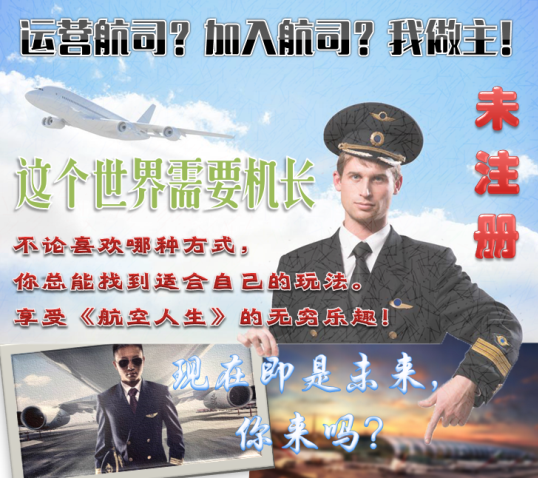 运营航司？加入航司？我做主！
未注册
这个世界需要机长
不论喜欢哪种方式，
你总能找到适合自己的玩法。
享受《航空人生》的无穷乐趣！
现在即是未来，
你来吗？